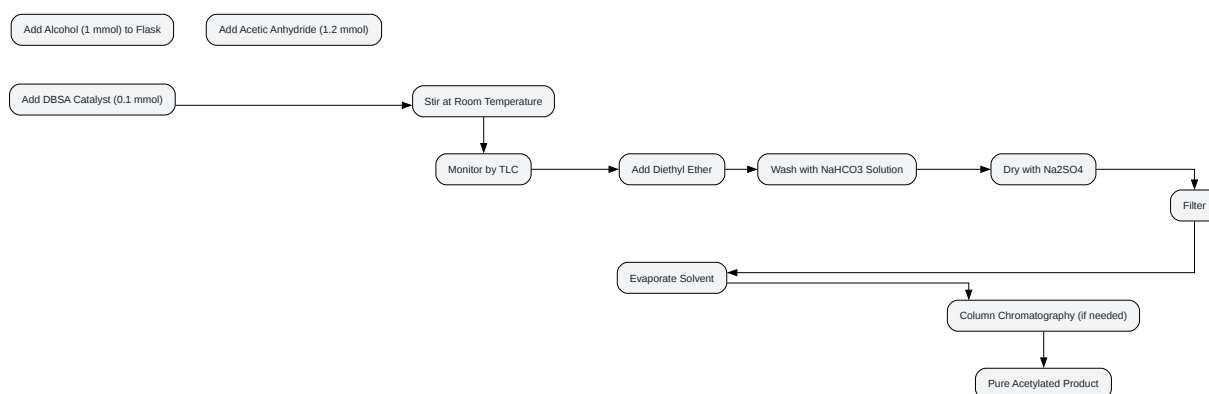 Add Alcohol (1 mmol) to Flask
Add Acetic Anhydride (1.2 mmol)
Add DBSA Catalyst (0.1 mmol)
Stir at Room Temperature
Monitor by TLC
Add Diethyl Ether
Wash with NaHCO3 Solution
Dry with Na2SO4
Filter
Evaporate Solvent
Column Chromatography (if needed)
Pure Acetylated Product